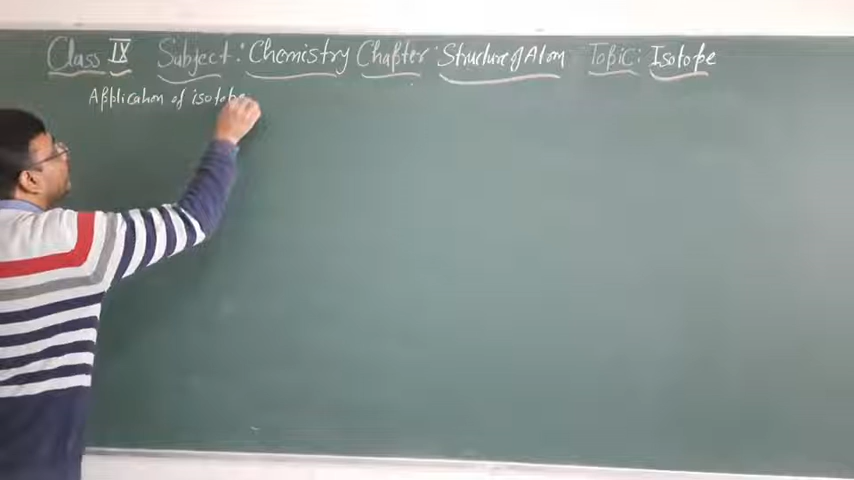 Class IX Subject: Chemistry Chapter: Structure of Atom Topic: Isotope
Application of isotope